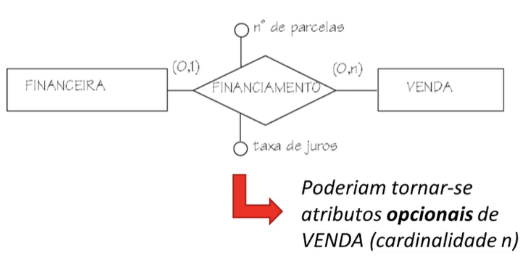 nº de parcelas
(0,1)
(0,n)
FINANCEIRA
FINANCIAMENTO
VENDA
taxa de juros
Poderiam tornar-se
atributos opcionais de
VENDA (cardinalidade n)